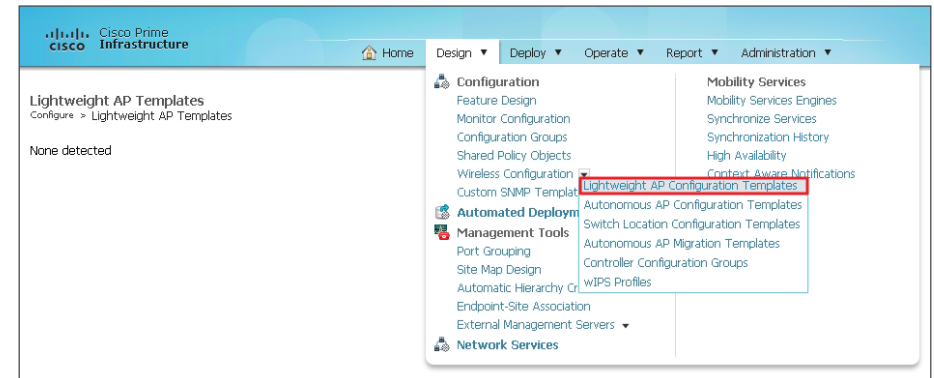 Cisco Prime
CISCO Infrastructure
Home Design Deploy Operate Report Administration
Lightweight AP Templates
Configure > Lightweight AP Templates
None detected
Configuration
Feature Design
Monitor Configuration
Configuration Groups
Shared Policy Objects
Wireless Configuration
Custom SNMP Templat
Automated Deploym
Management Tools
Port Grouping
Site Map Design
Automatic Hierarchy Cr
Endpoint-Site Association
External Management Servers
Network Services
Lightweight AP Configuration Templates
Autonomous AP Configuration Templates
Switch Location Configuration Templates
Autonomous AP Migration Templates
Controller Configuration Groups
wIPS Profiles
Mobility Services
Mobility Services Engines
Synchronize Services
Synchronization History
High Availability
Context Aware Notifications